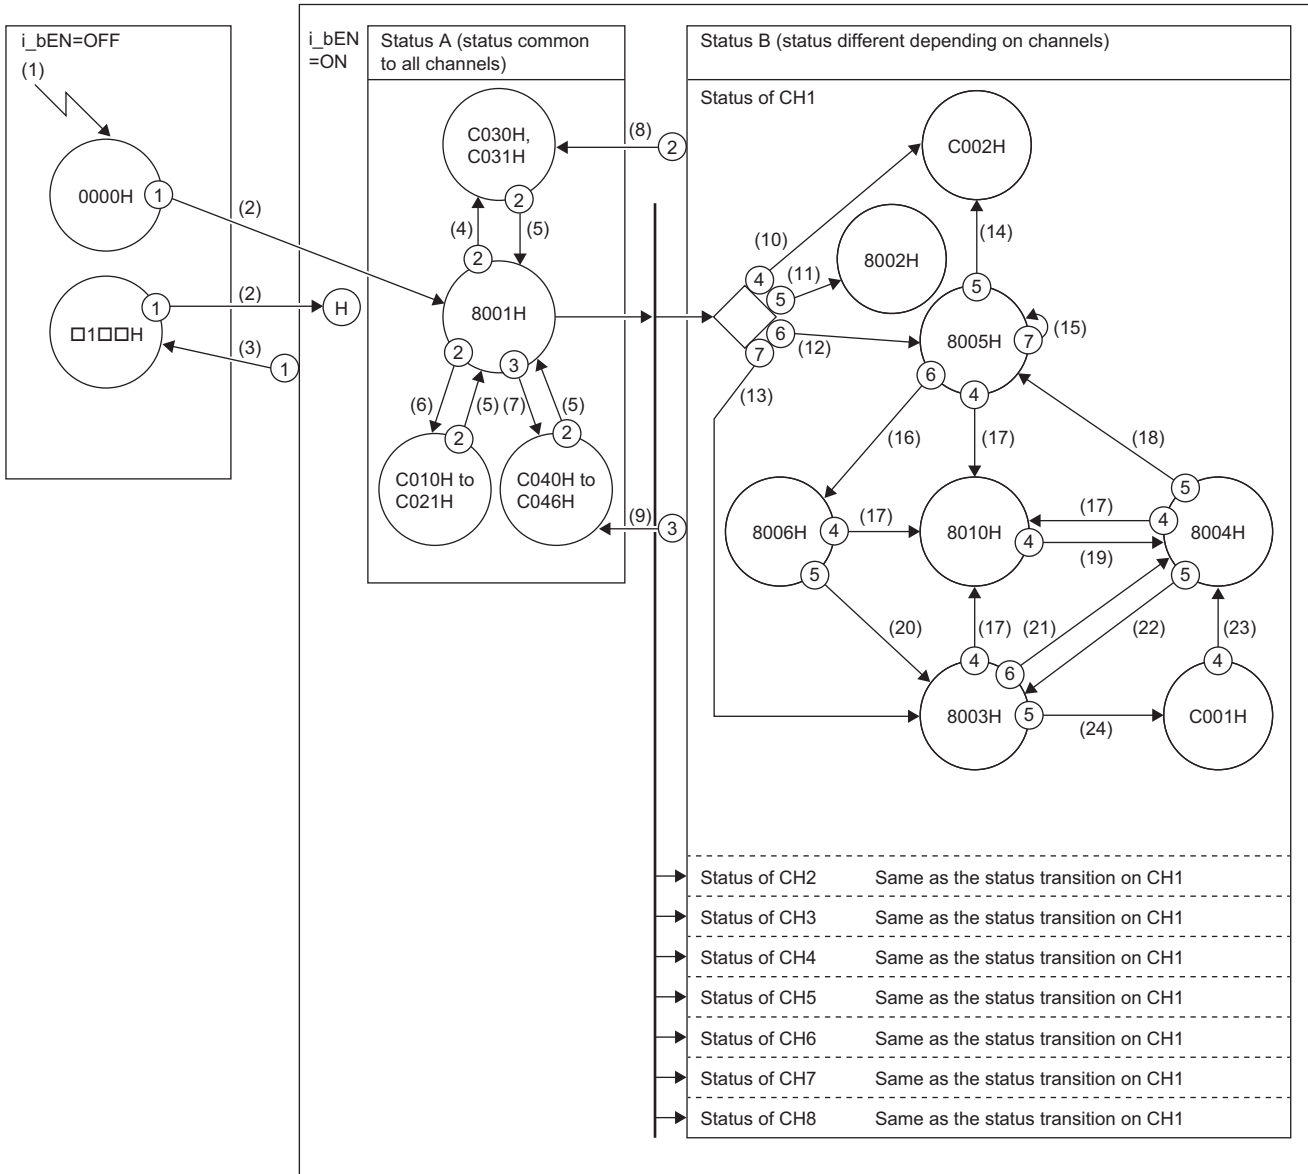 i_bEN=OFF
(1)
0000H
1
(2)
□1□□H
1
(2)
H
(3)
1
i_bEN
=ON
Status A (status common
to all channels)
C030H,
C031H
2
(8)
2
(4)
(5)
2
8001H
2
3
(6)
(5)
(7)
(5)
2
2
C010H to
C021H
C040H to
C046H
(9)
3
Status B (status different depending on channels)
Status of CH1
C002H
(10)
(14)
8002H
4
(11)
5
5
6
(12)
7
(13)
8005H
7
(15)
6
4
(16)
(17)
(18)
5
8006H
4
(17)
8010H
4
(17)
4
(19)
8004H
5
5
(20)
(17)
(21)
(22)
(23)
4
6
4
8003H
5
(24)
C001H
Status of CH2 Same as the status transition on CH1
Status of CH3 Same as the status transition on CH1
Status of CH4 Same as the status transition on CH1
Status of CH5 Same as the status transition on CH1
Status of CH6 Same as the status transition on CH1
Status of CH7 Same as the status transition on CH1
Status of CH8 Same as the status transition on CH1